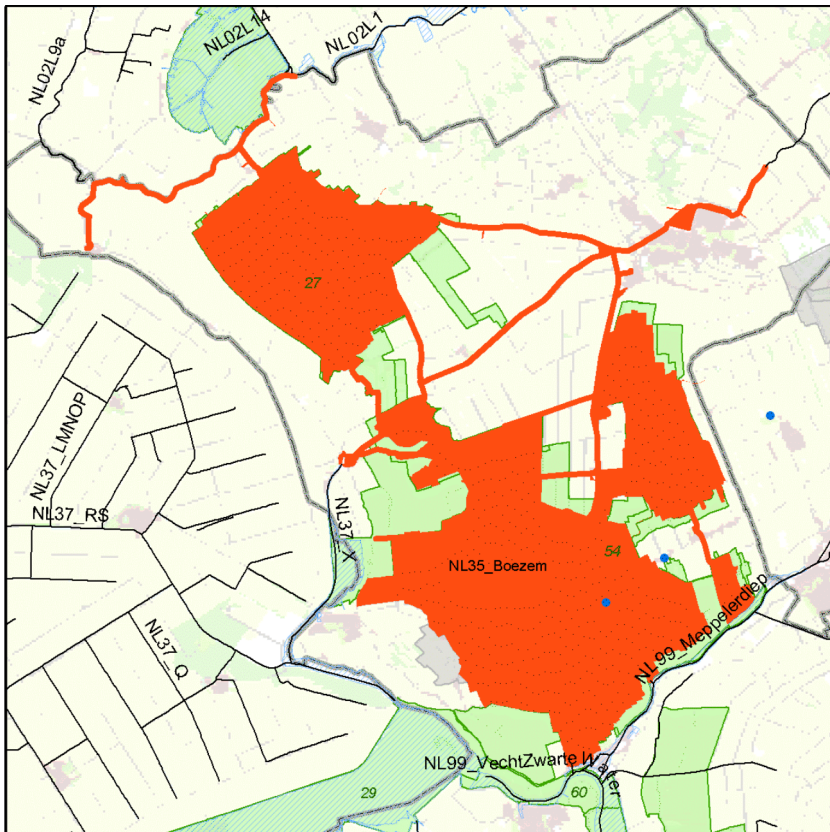 NL02L9a
NL02L14
NL02L1
27
NL37_LMNOP
NL37_RS
NL37_X
54
NL35_Boezem
NL37_Q
NL99_Meppelerdiep
NL99_VechtZwarte Water
29
60